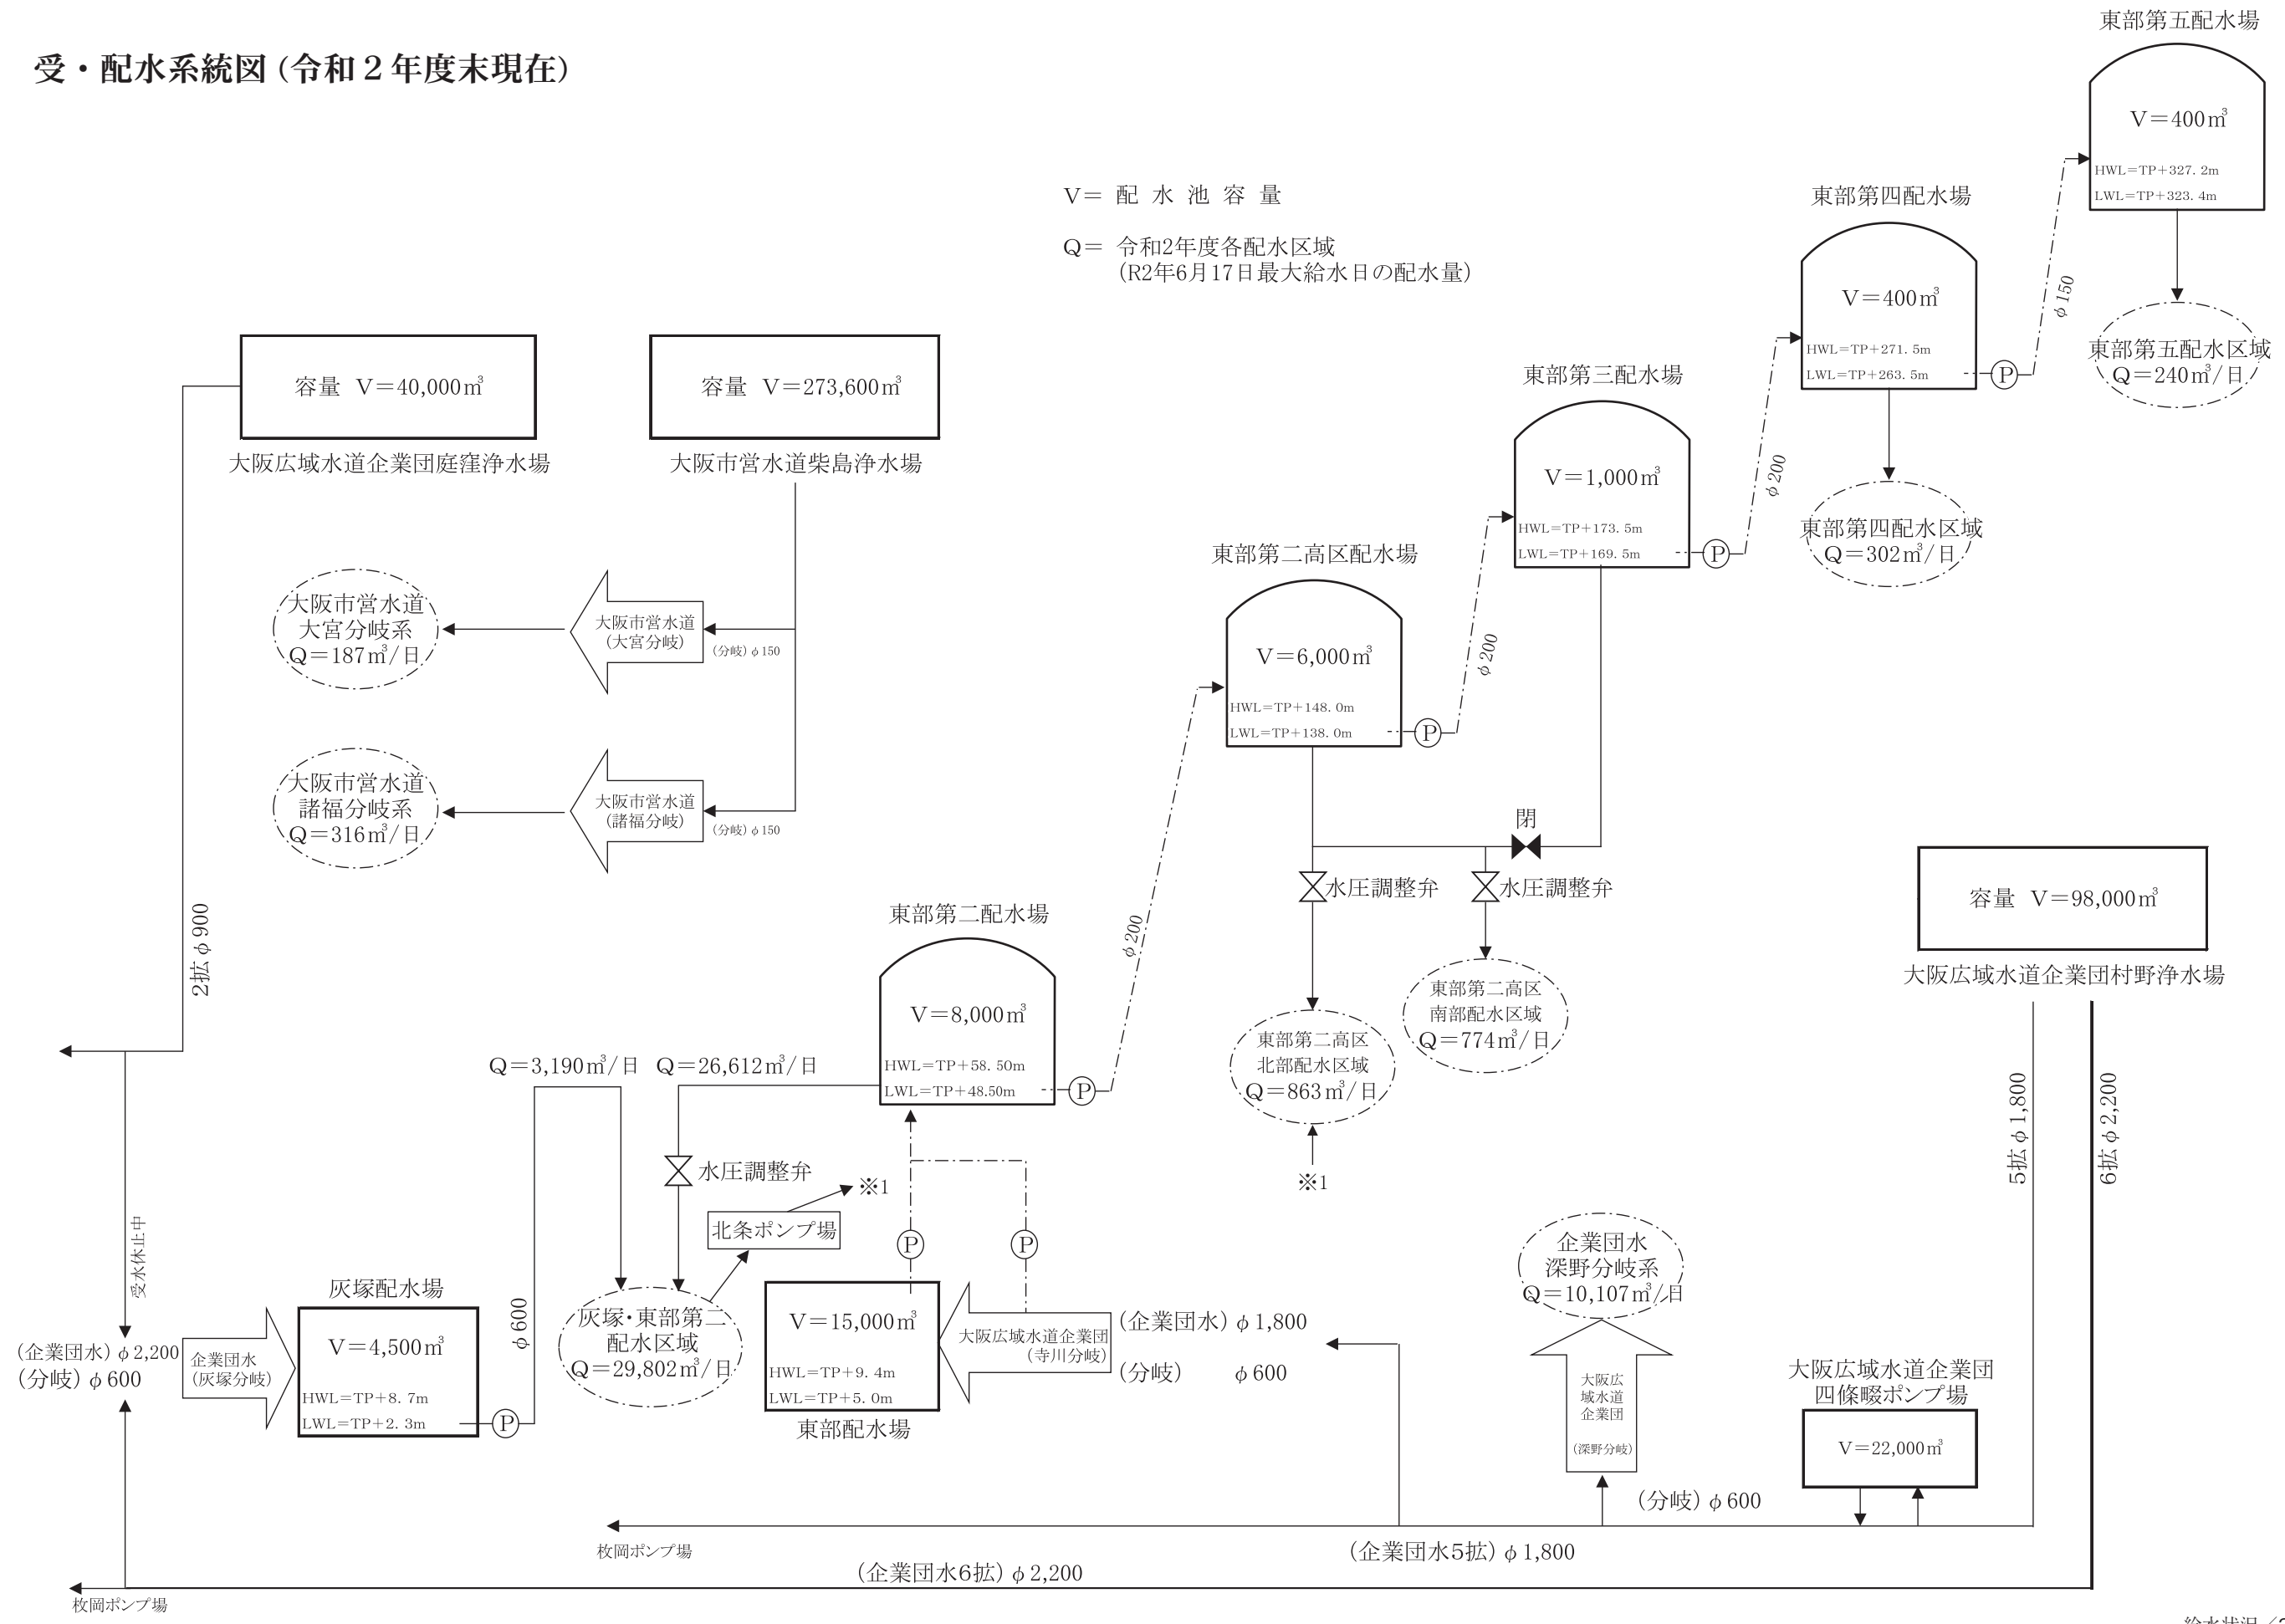 受・配水系統図 (令和２年度末現在)
V＝ 配 水 池 容 量
Q＝ 令和2年度各配水区域
(R2年6月17日最大給水日の配水量)
東部第五配水場
V＝400㎥
HWL＝TP＋327. 2m
LWL＝TP＋323. 4m
φ150
東部第五配水区域
Q＝240㎥/日
東部第四配水場
V＝400㎥
HWL＝TP＋271. 5m
LWL＝TP＋263. 5m
P
φ200
東部第四配水区域
Q＝302㎥/日
東部第三配水場
V＝1,000㎥
HWL＝TP＋173. 5m
LWL＝TP＋169. 5m
P
φ200
東部第二高区配水場
V＝6,000㎥
HWL＝TP＋148. 0m
LWL＝TP＋138. 0m
P
φ200
閉
水圧調整弁
水圧調整弁
東部第二高区
南部配水区域
Q＝774㎥/日
東部第二高区
北部配水区域
Q＝863㎥/日
※1
容量 V＝40,000㎥
大阪広域水道企業団庭窪浄水場
容量 V＝273,600㎥
大阪市営水道柴島浄水場
大阪市営水道
大宮分岐系
Q＝187㎥/日
大阪市営水道
(大宮分岐)
(分岐) φ150
大阪市営水道
諸福分岐系
Q＝316㎥/日
大阪市営水道
(諸福分岐)
(分岐) φ150
2拡φ900
東部第二配水場
V＝8,000㎥
HWL＝TP＋58. 50m
LWL＝TP＋48.50m
P
Q＝3,190㎥/日
Q＝26,612㎥/日
水圧調整弁
※1
北条ポンプ場
P
P
受水休止中
(企業団水) φ2,200
(分岐) φ600
企業団水
(灰塚分岐)
灰塚配水場
V＝4,500㎥
HWL＝TP＋8. 7m
LWL＝TP＋2. 3m
P
φ600
灰塚・東部第二
配水区域
Q＝29,802㎥/日
V＝15,000㎥
HWL＝TP＋9. 4m
LWL＝TP＋5. 0m
東部配水場
大阪広域水道企業団
(寺川分岐)
(企業団水) φ1,800
(分岐) φ600
容量 V＝98,000㎥
大阪広域水道企業団村野浄水場
5拡φ1,800
6拡φ2,200
企業団水
深野分岐系
Q＝10,107㎥/日
大阪広
域水道
企業団
(深野分岐)
(分岐) φ600
大阪広域水道企業団
四條畷ポンプ場
V＝22,000㎥
(企業団水5拡) φ1,800
枚岡ポンプ場
(企業団水6拡) φ2,200
枚岡ポンプ場